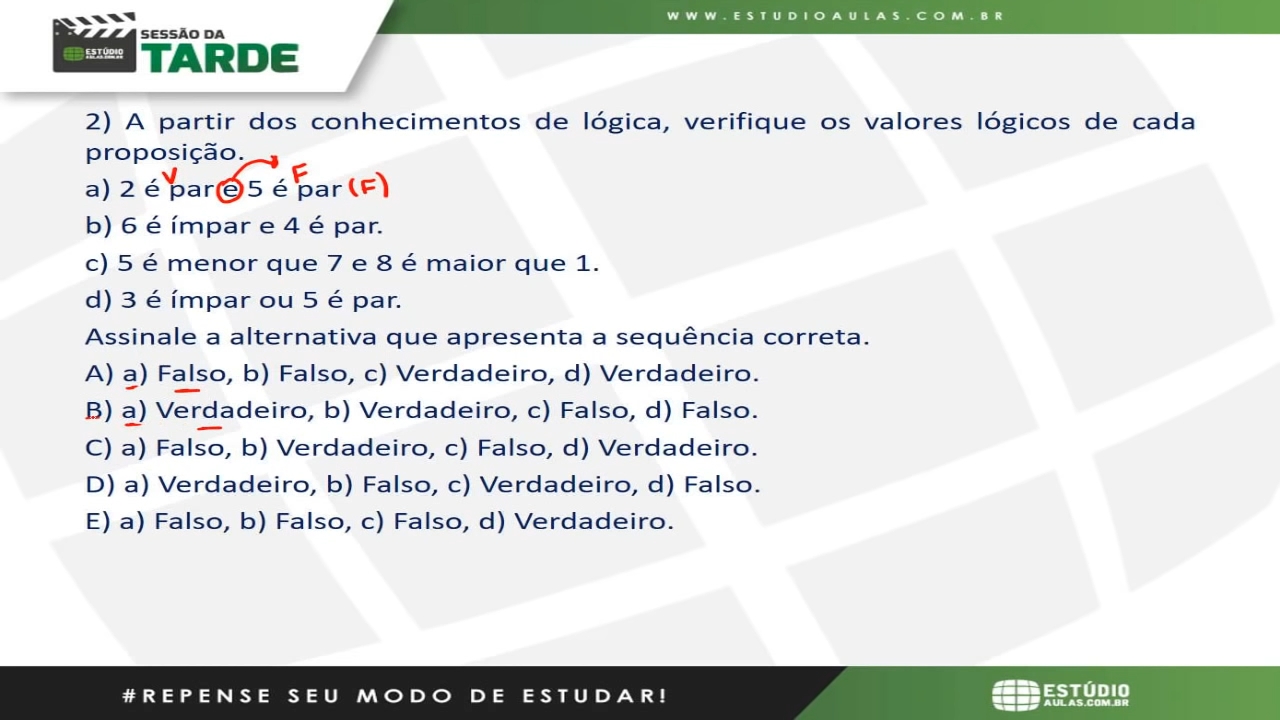 WWW.ESTUDIOAULAS.COM.BR
SESSÃO DA
TARDE
ESTÚDIO
AULAS.COM.BR
2) A partir dos conhecimentos de lógica, verifique os valores lógicos de cada
proposição.
V F
a) 2 é par e 5 é par (F)
b) 6 é ímpar e 4 é par.
c) 5 é menor que 7 e 8 é maior que 1.
d) 3 é ímpar ou 5 é par.
Assinale a alternativa que apresenta a sequência correta.
A) a) Falso, b) Falso, c) Verdadeiro, d) Verdadeiro.
B) a) Verdadeiro, b) Verdadeiro, c) Falso, d) Falso.
C) a) Falso, b) Verdadeiro, c) Falso, d) Verdadeiro.
D) a) Verdadeiro, b) Falso, c) Verdadeiro, d) Falso.
E) a) Falso, b) Falso, c) Falso, d) Verdadeiro.
#REPENSE SEU MODO DE ESTUDAR!
ESTÚDIO
AULAS.COM.BR